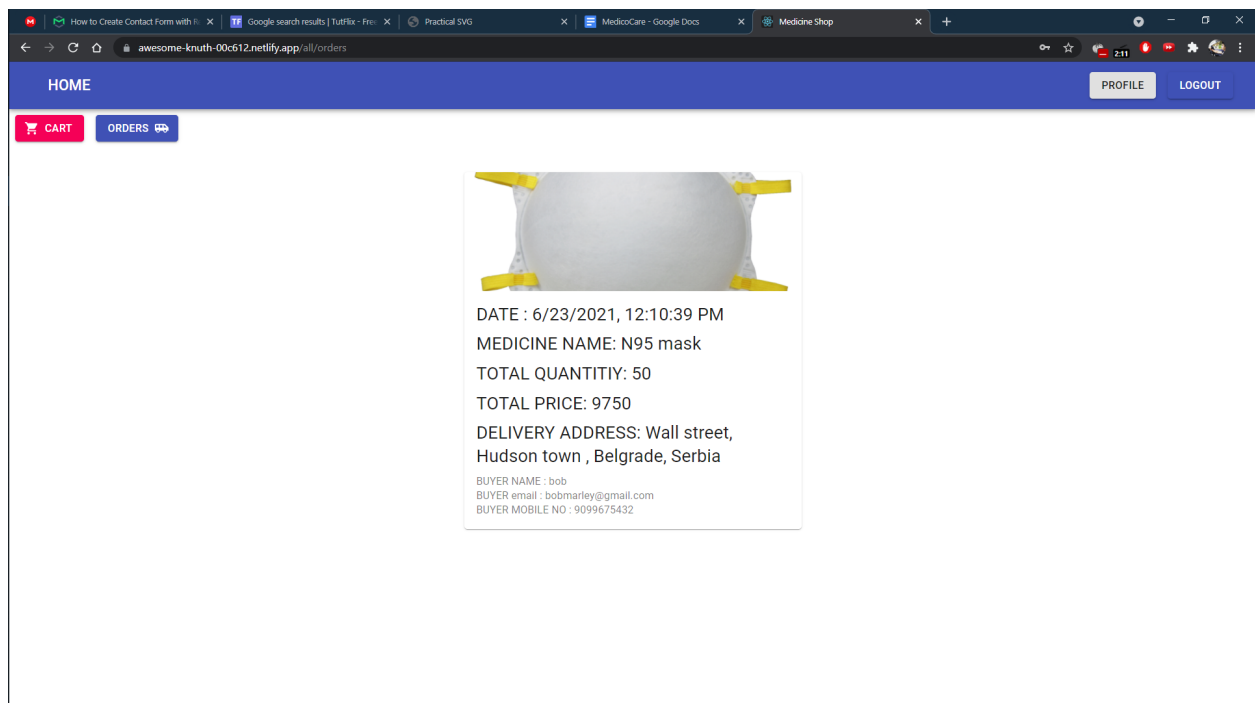 How to Create Contact Form with R
Google search results | TutFlix - Free
Practical SVG
MedicoCare - Google Docs
Medicine Shop
awesome-knuth-00c612.netlify.app/all/orders
2:11
HOME
PROFILE
LOGOUT
CART
ORDERS
DATE : 6/23/2021, 12:10:39 PM
MEDICINE NAME: N95 mask
TOTAL QUANTITIY: 50
TOTAL PRICE: 9750
DELIVERY ADDRESS: Wall street,
Hudson town , Belgrade, Serbia
BUYER NAME : bob
BUYER email : bobmarley@gmail.com
BUYER MOBILE NO : 9099675432